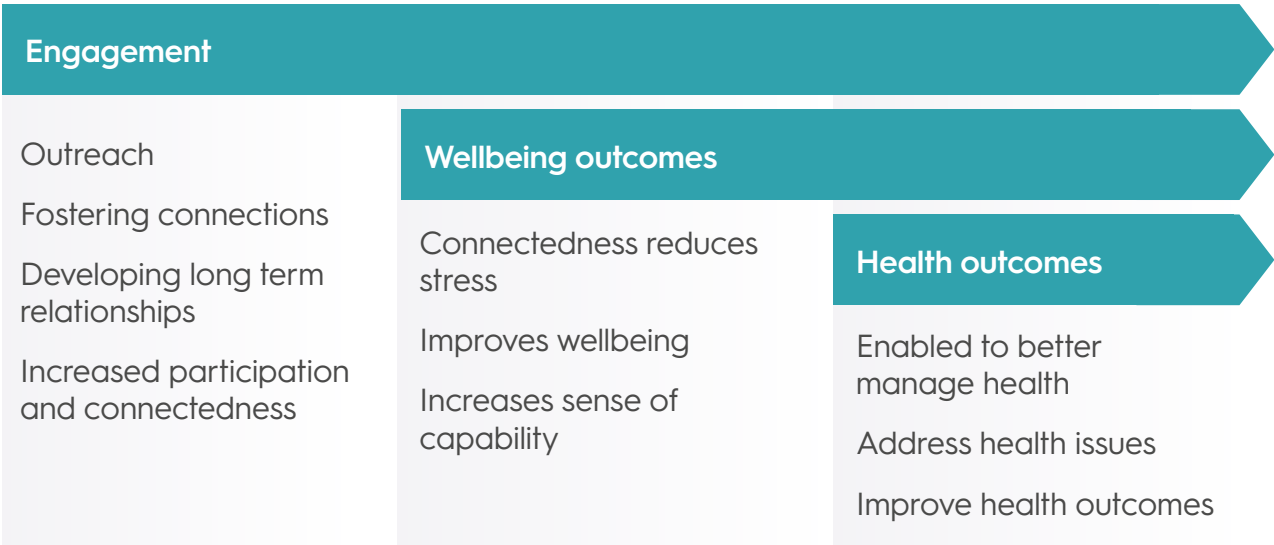 Engagement
Outreach
Fostering connections
Developing long term
relationships
Increased participation
and connectedness
Wellbeing outcomes
Connectedness reduces
stress
Improves wellbeing
Increases sense of
capability
Health outcomes
Enabled to better
manage health
Address health issues
Improve health outcomes